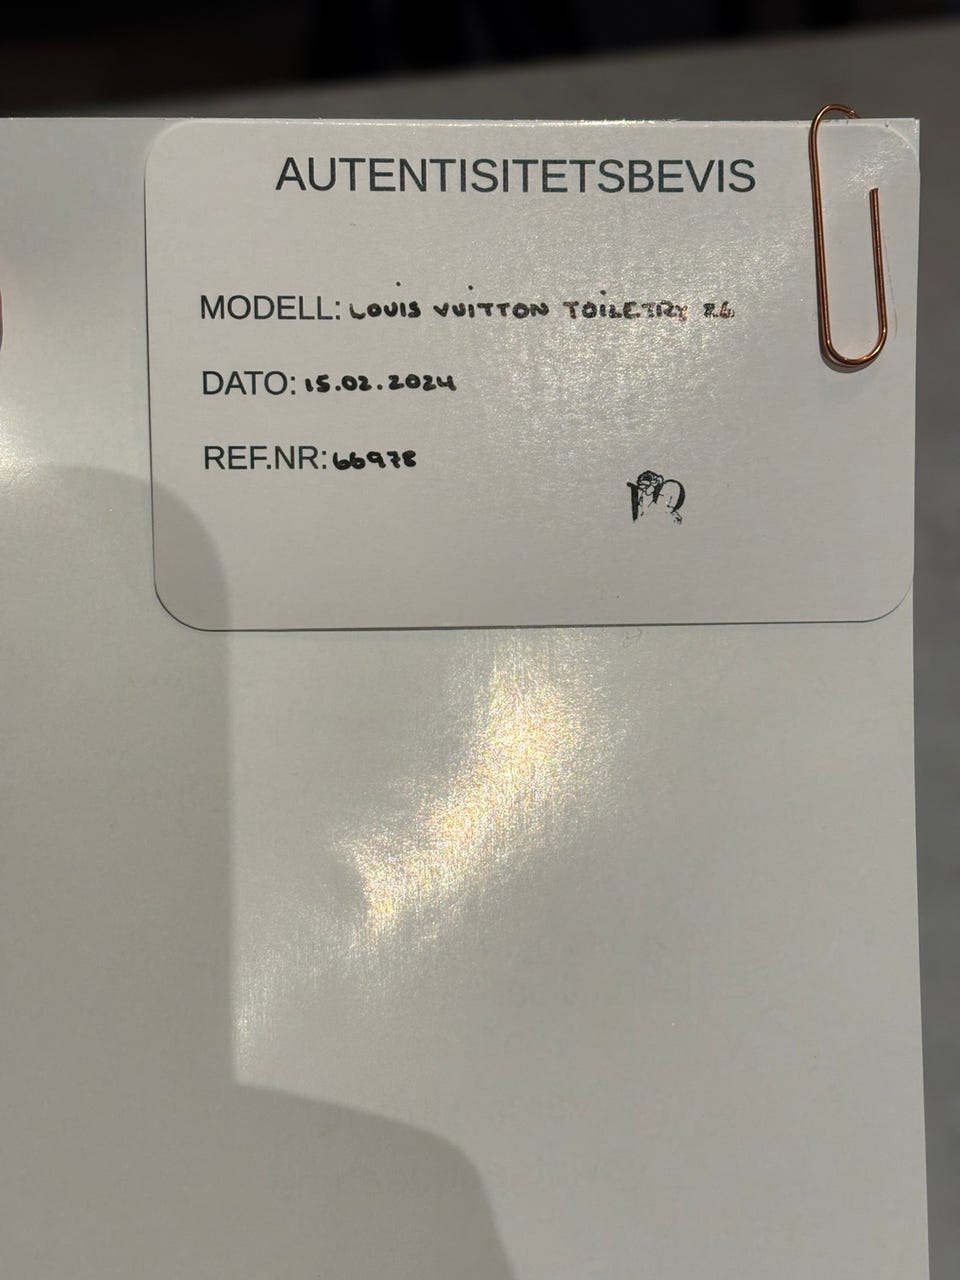 AUTENTISITETSBEVIS
MODELL: LOUIS VUITTON TOILETRY 26
DATO: 15.02.2024
REF.NR: 66978